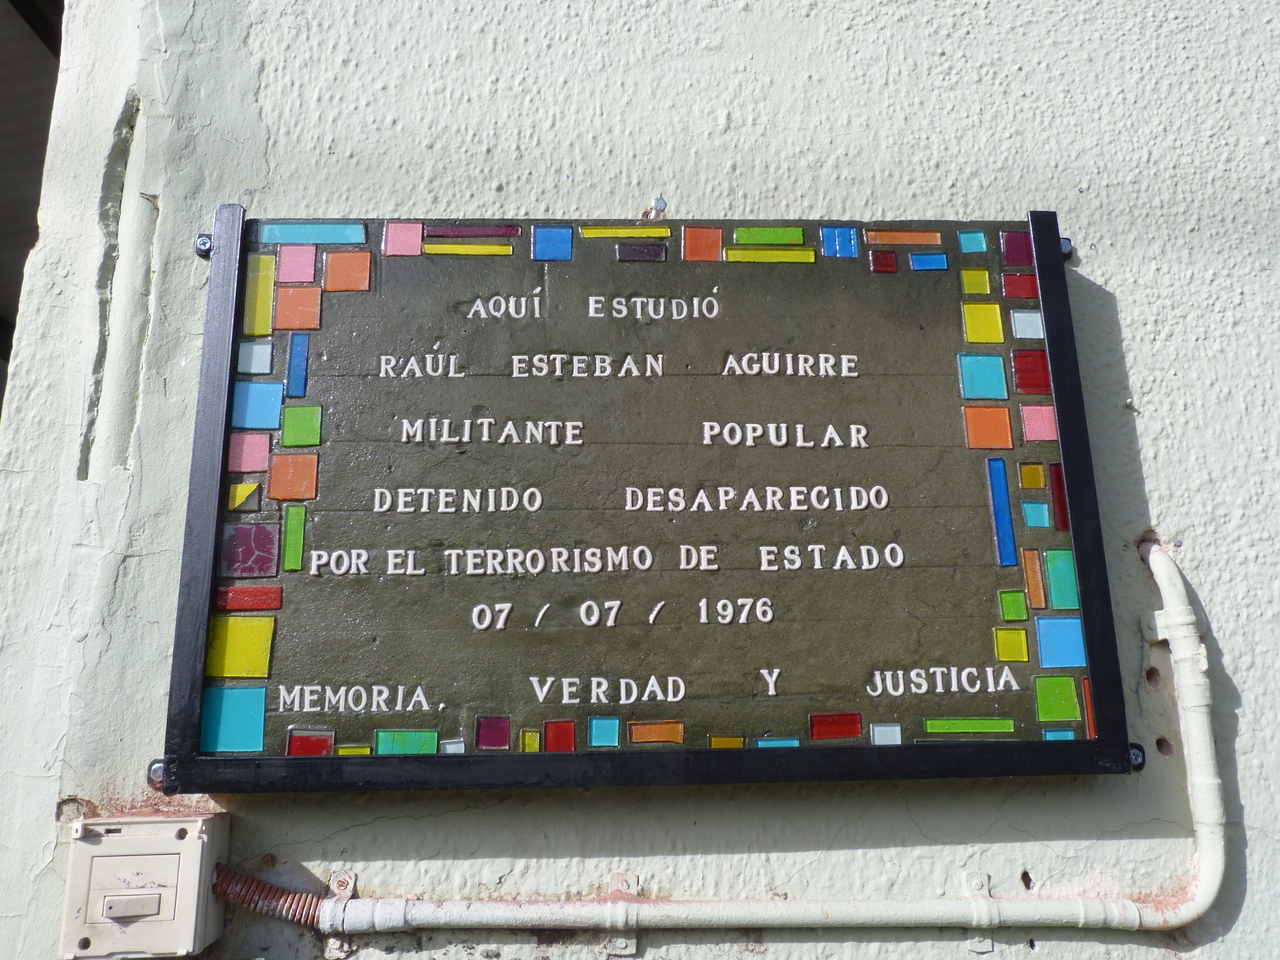 AQUÍ ESTUDIÓ
RAÚL ESTEBAN AGUIRRE
MILITANTE POPULAR
DETENIDO DESAPARECIDO
POR EL TERRORISMO DE ESTADO
07 / 07 / 1976
MEMORIA, VERDAD Y JUSTICIA